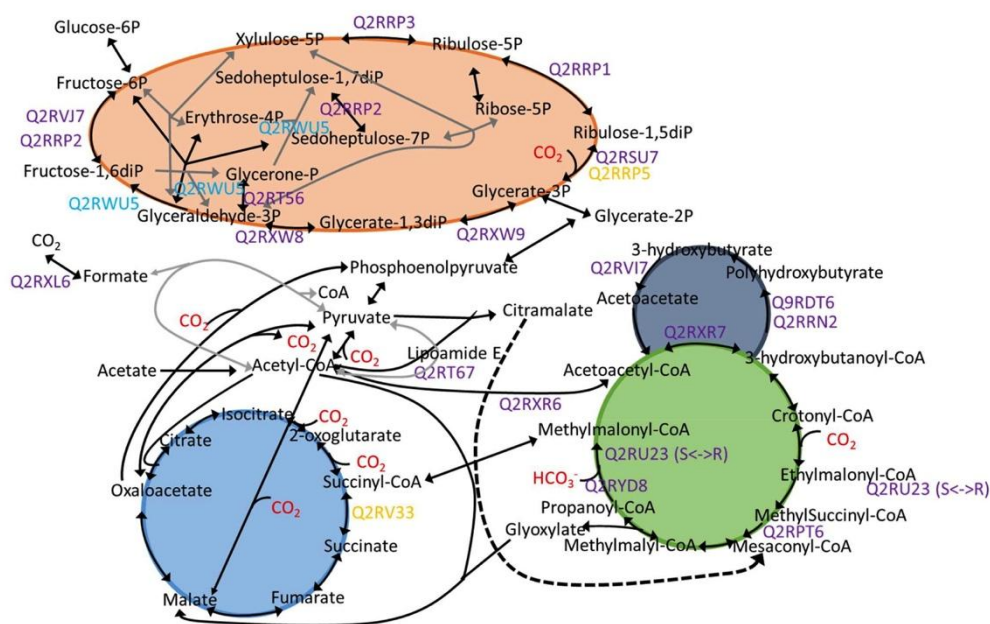 Glucose-6P
Xylulose-5P
Q2RRP3
Ribulose-5P
Fructose-6P
Sedoheptulose-1,7diP
Q2RRP1
Q2RVJ7
Q2RRP2
Erythrose-4P
Q2RRP2
Ribose-5P
Q2RWU5
Sedoheptulose-7P
Ribulose-1,5diP
CO2
Q2RSU7
Q2RRP5
Fructose-1,6diP
Glycerone-P
Q2RWU5
Q2RWU5
Q2RT56
Glycerate-3P
Glyceraldehyde-3P
Glycerate-1,3diP
Glycerate-2P
Q2RXW8
Q2RXW9
CO2
Q2RXL6
Formate
Phosphoenolpyruvate
CoA
Pyruvate
Citramalate
CO2
CO2
CO2
Lipoamide E
Q2RT67
Acetate
Acetyl-CoA
3-hydroxybutyrate
Q2RVI7
Polyhydroxybutyrate
Acetoacetate
Q9RDT6
Q2RRN2
Q2RXR7
3-hydroxybutanoyl-CoA
Acetoacetyl-CoA
Q2RXR6
Crotonyl-CoA
CO2
Isocitrate
CO2
Citrate
2-oxoglutarate
CO2
Methylmalonyl-CoA
Q2RU23 (S<->R)
Ethylmalonyl-CoA
Q2RU23 (S<->R)
Oxaloacetate
Succinyl-CoA
HCO3-
Q2RYD8
CO2
Q2RV33
Propanoyl-CoA
MethylSuccinyl-CoA
Glyoxylate
Q2RPT6
Succinate
Methylmalyl-CoA
Mesaconyl-CoA
Malate
Fumarate